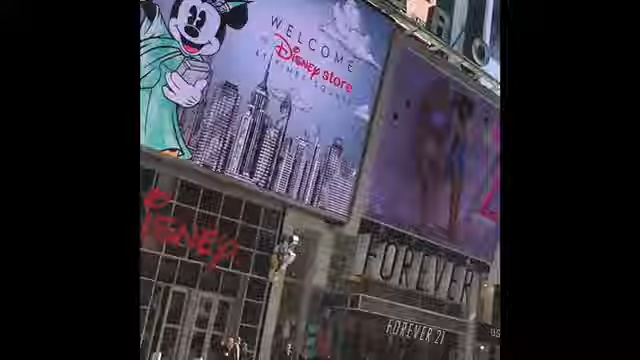 WELCOME
Disney store
TIMES SQUARE
Disney
FOREVER
FOREVER 21